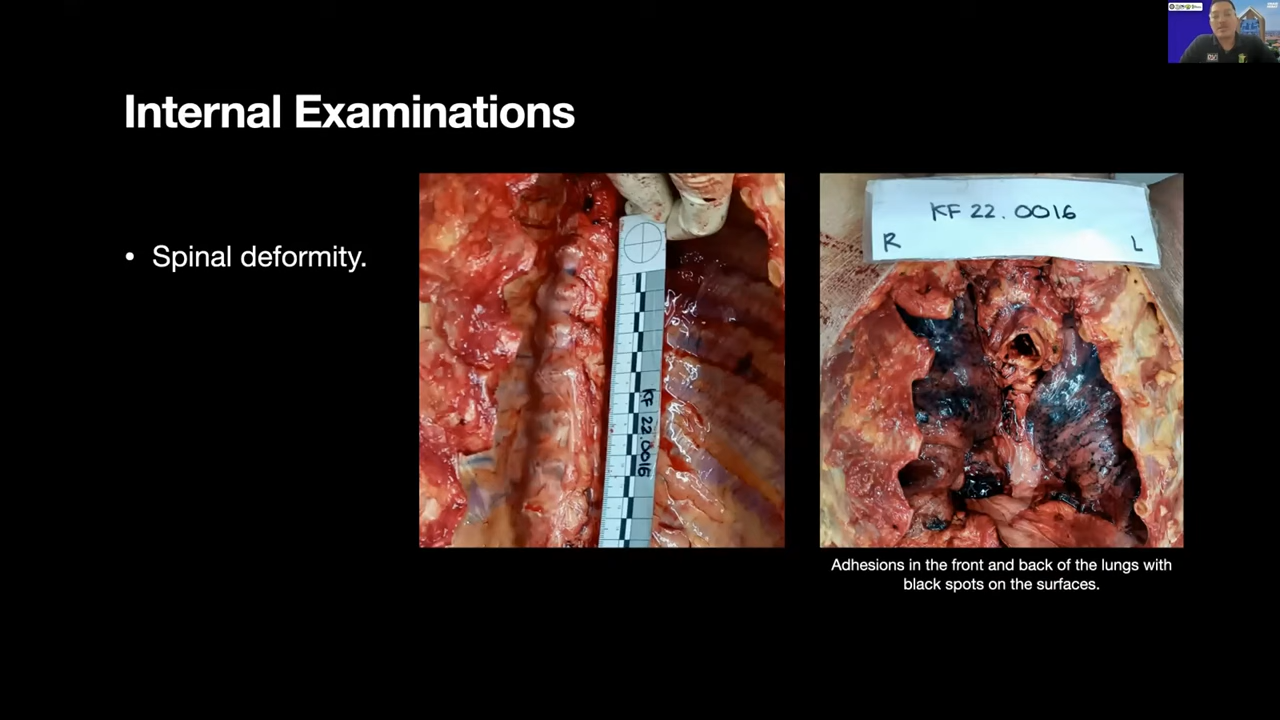 Internal Examinations
• Spinal deformity.
KF 22.0016
KF 22.0016
R
L
Adhesions in the front and back of the lungs with
black spots on the surfaces.